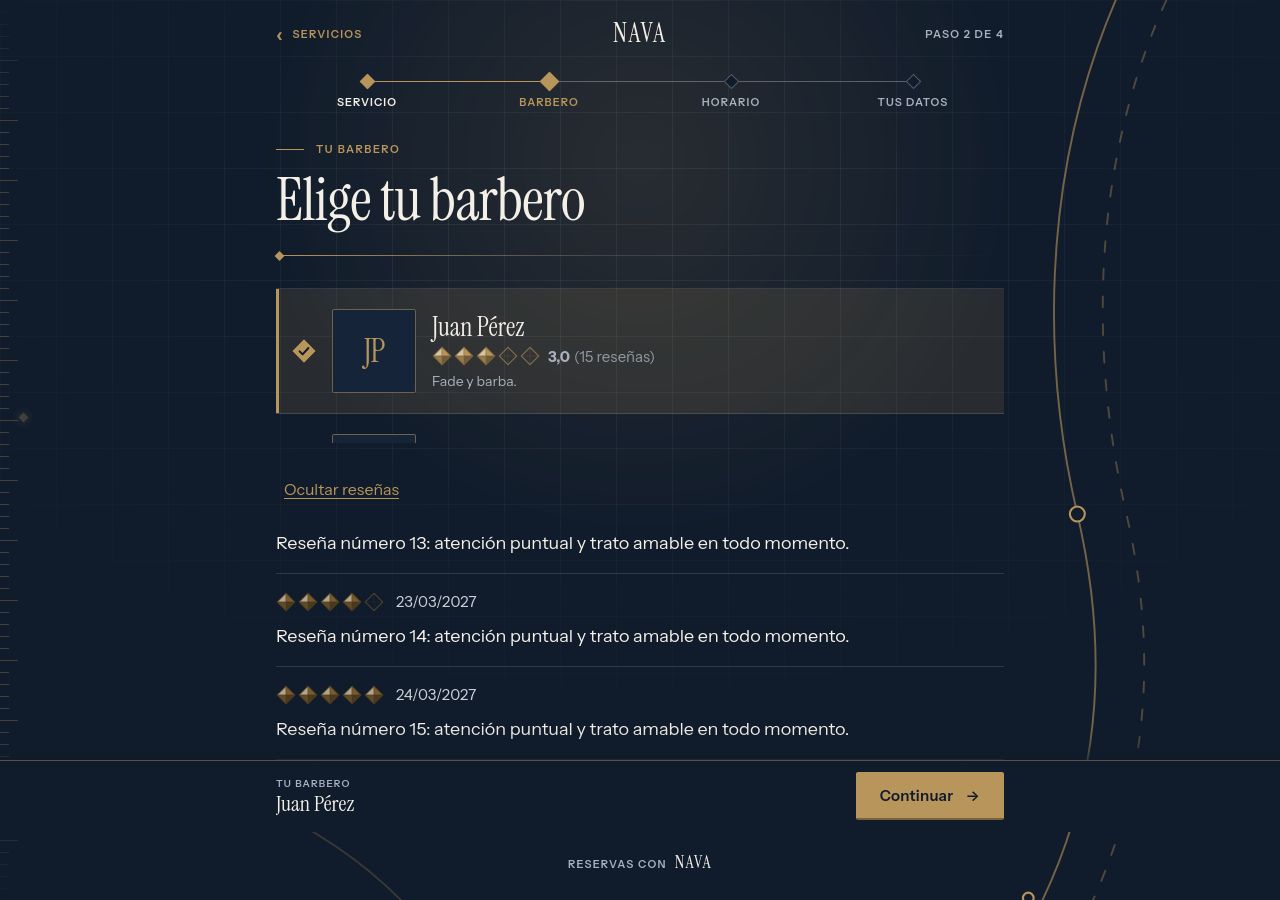 ‹ SERVICIOS
NAVA
PASO 2 DE 4
SERVICIO
BARBERO
HORARIO
TUS DATOS
TU BARBERO
Elige tu barbero
JP
Juan Pérez
3,0 (15 reseñas)
Fade y barba.
Ocultar reseñas
Reseña número 13: atención puntual y trato amable en todo momento.
23/03/2027
Reseña número 14: atención puntual y trato amable en todo momento.
24/03/2027
Reseña número 15: atención puntual y trato amable en todo momento.
TU BARBERO
Juan Pérez
Continuar →
RESERVAS CON NAVA